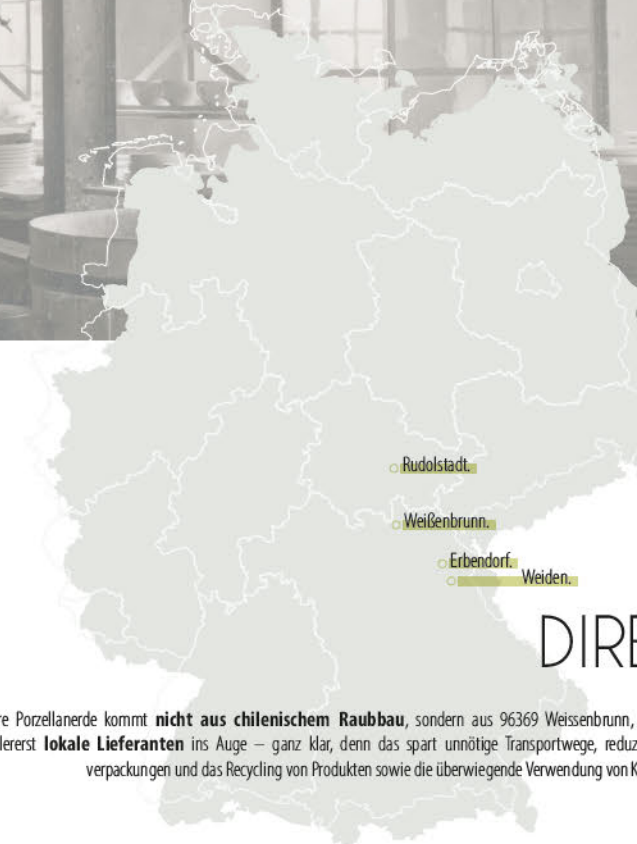 Rudolstadt.
Weißenbrunn.
Erbendorf.
Weiden.
DIRE
re Porzellanerde kommt nicht aus chilenischem Raubbau, sondern aus 96369 Weissenbrunn,
lererst lokale Lieferanten ins Auge – ganz klar, denn das spart unnötige Transportwege, reduz
verpackungen und das Recycling von Produkten sowie die überwiegende Verwendung von K